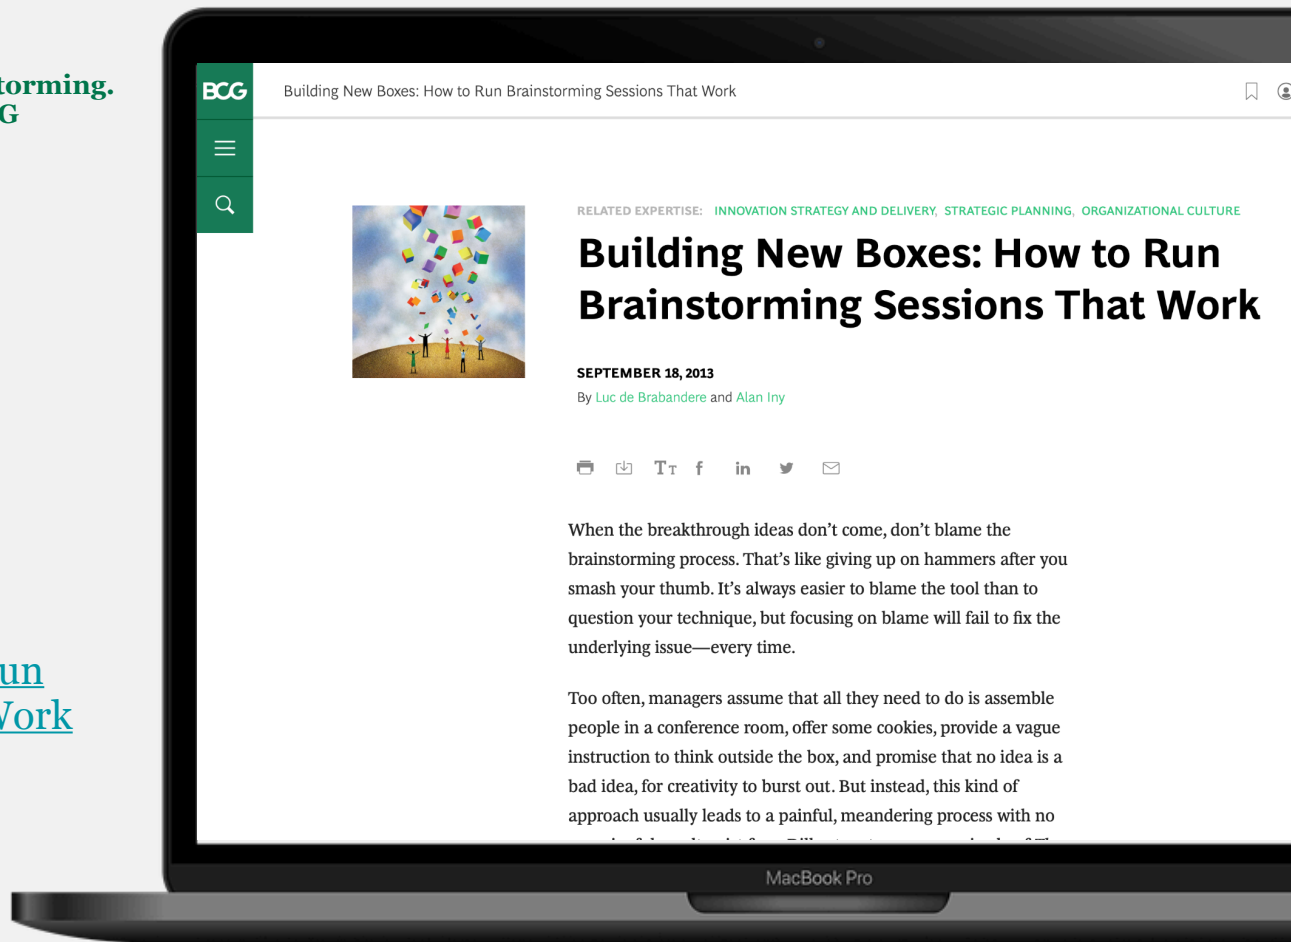 torming.
G
un
Work
BCG
Building New Boxes: How to Run Brainstorming Sessions That Work
RELATED EXPERTISE: INNOVATION STRATEGY AND DELIVERY, STRATEGIC PLANNING, ORGANIZATIONAL CULTURE
Building New Boxes: How to Run
Brainstorming Sessions That Work
SEPTEMBER 18, 2013
By Luc de Brabandere and Alan Iny
When the breakthrough ideas don’t come, don’t blame the
brainstorming process. That’s like giving up on hammers after you
smash your thumb. It’s always easier to blame the tool than to
question your technique, but focusing on blame will fail to fix the
underlying issue—every time.
Too often, managers assume that all they need to do is assemble
people in a conference room, offer some cookies, provide a vague
instruction to think outside the box, and promise that no idea is a
bad idea, for creativity to burst out. But instead, this kind of
approach usually leads to a painful, meandering process with no
MacBook Pro